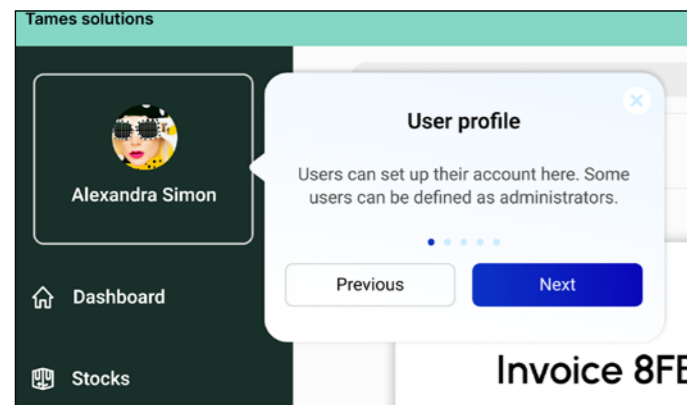 Tames solutions
User profile
Users can set up their account here. Some
users can be defined as administrators.
Alexandra Simon
Previous
Next
Dashboard
Stocks
Invoice 8FE